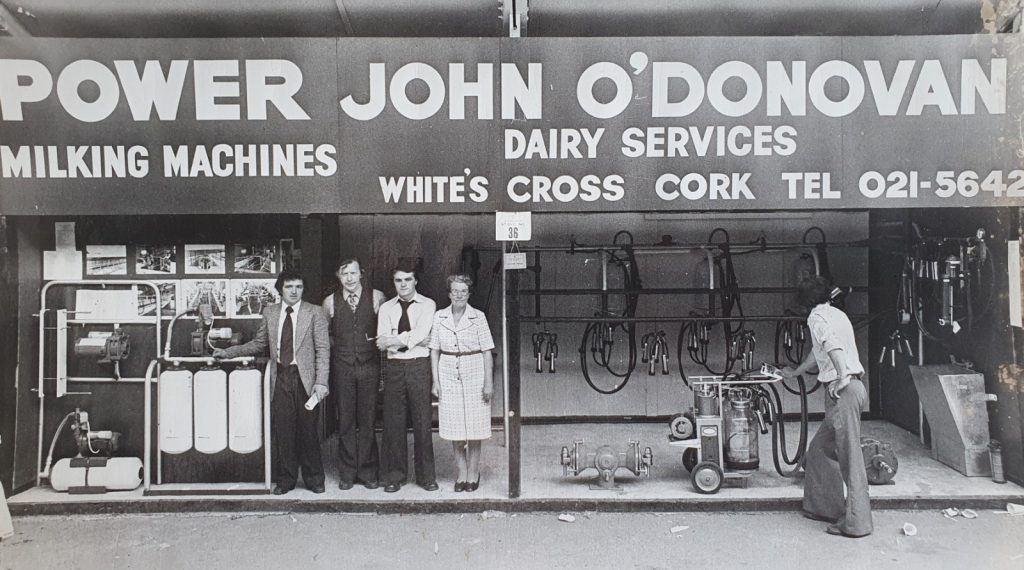 POWER JOHN O'DONOVAN
MILKING MACHINES
DAIRY SERVICES
WHITE'S CROSS CORK TEL 021-5642
36